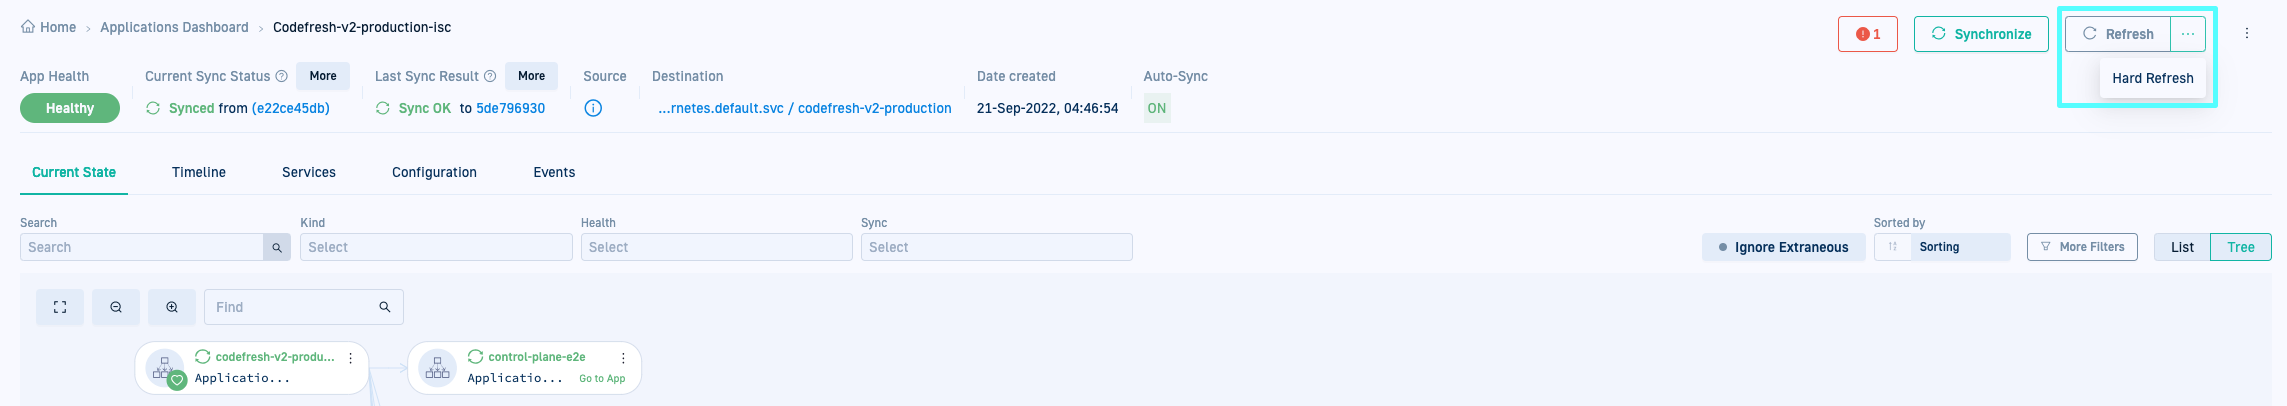 Home › Applications Dashboard › Codefresh-v2-production-isc
1
Synchronize
Refresh
Hard Refresh
App Health
Healthy
Current Sync Status
More
Synced from (e22ce45db)
Last Sync Result
More
Sync OK to 5de796930
Source
Destination
...rnetes.default.svc / codefresh-v2-production
Date created
21-Sep-2022, 04:46:54
Auto-Sync
ON
Current State
Timeline
Services
Configuration
Events
Search
Search
Kind
Select
Health
Select
Sync
Select
Ignore Extraneous
Sorted by
Sorting
More Filters
List
Tree
Find
codefresh-v2-produ...
Applicatio...
control-plane-e2e
Applicatio...
Go to App